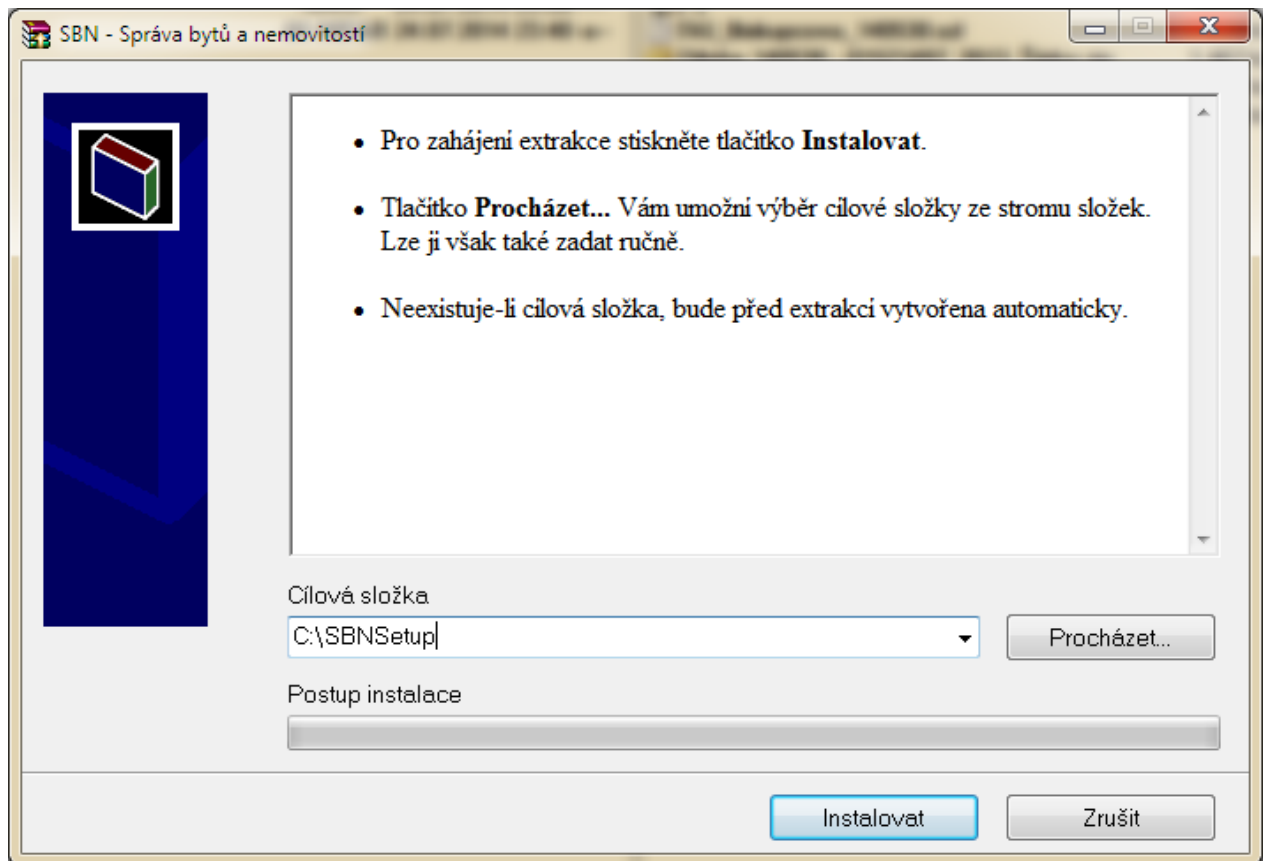 SBN - Správa bytů a nemovitostí
Pro zahájení extrakce stiskněte tlačítko Instalovat.
Tlačítko Procházet... Vám umožní výběr cílové složky ze stromu složek.
Lze ji však také zadat ručně.
Neexistuje-li cílová složka, bude před extrakcí vytvořena automaticky.
Cílová složka
C:\SBNSetup
Procházet...
Postup instalace
Instalovat
Zrušit